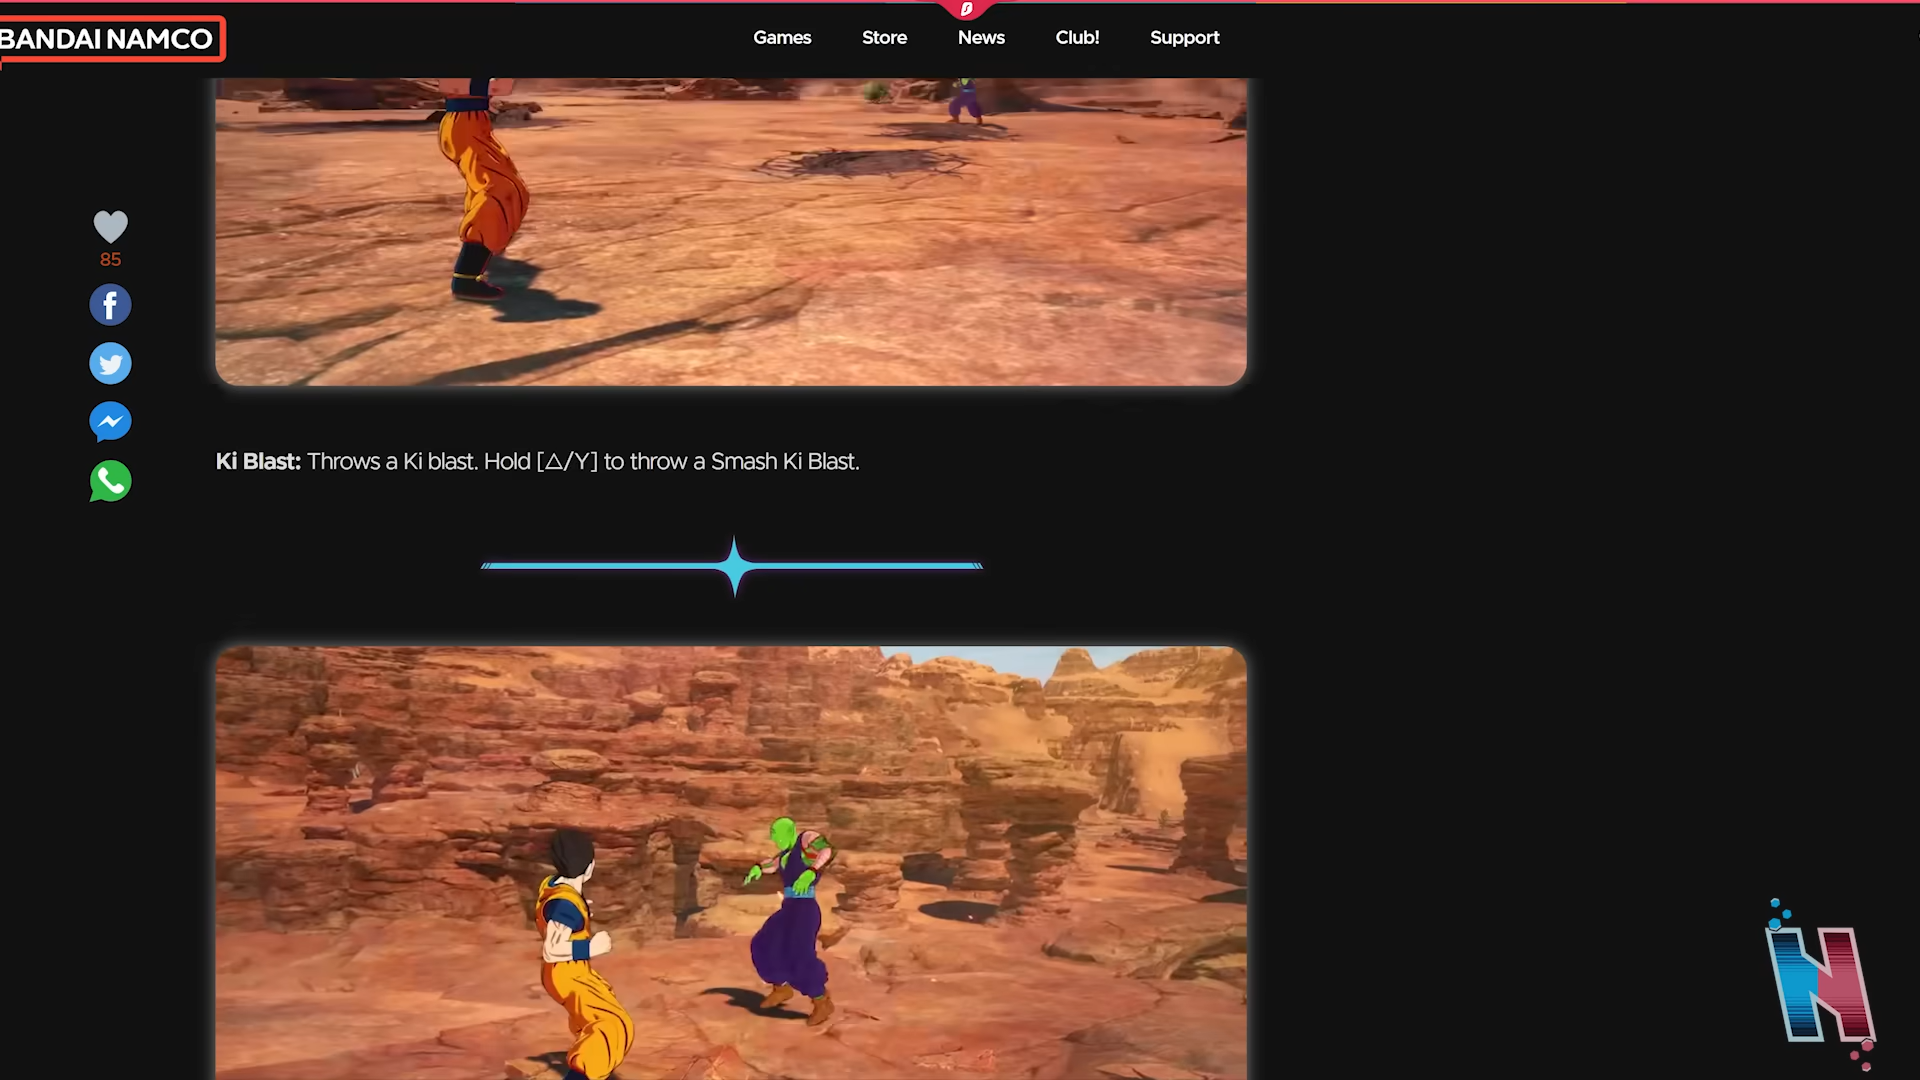 BANDAI NAMCO
Games
Store
News
Club!
Support
85
Ki Blast: Throws a Ki blast. Hold [△/Y] to throw a Smash Ki Blast.
N